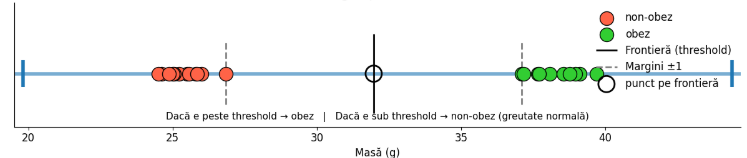 non-obez
obez
Frontieră (threshold)
Margini ±1
punct pe frontieră
Dacă e peste threshold → obez | Dacă e sub threshold → non-obez (greutate normală)
20 25 30 35 40
Masă (g)